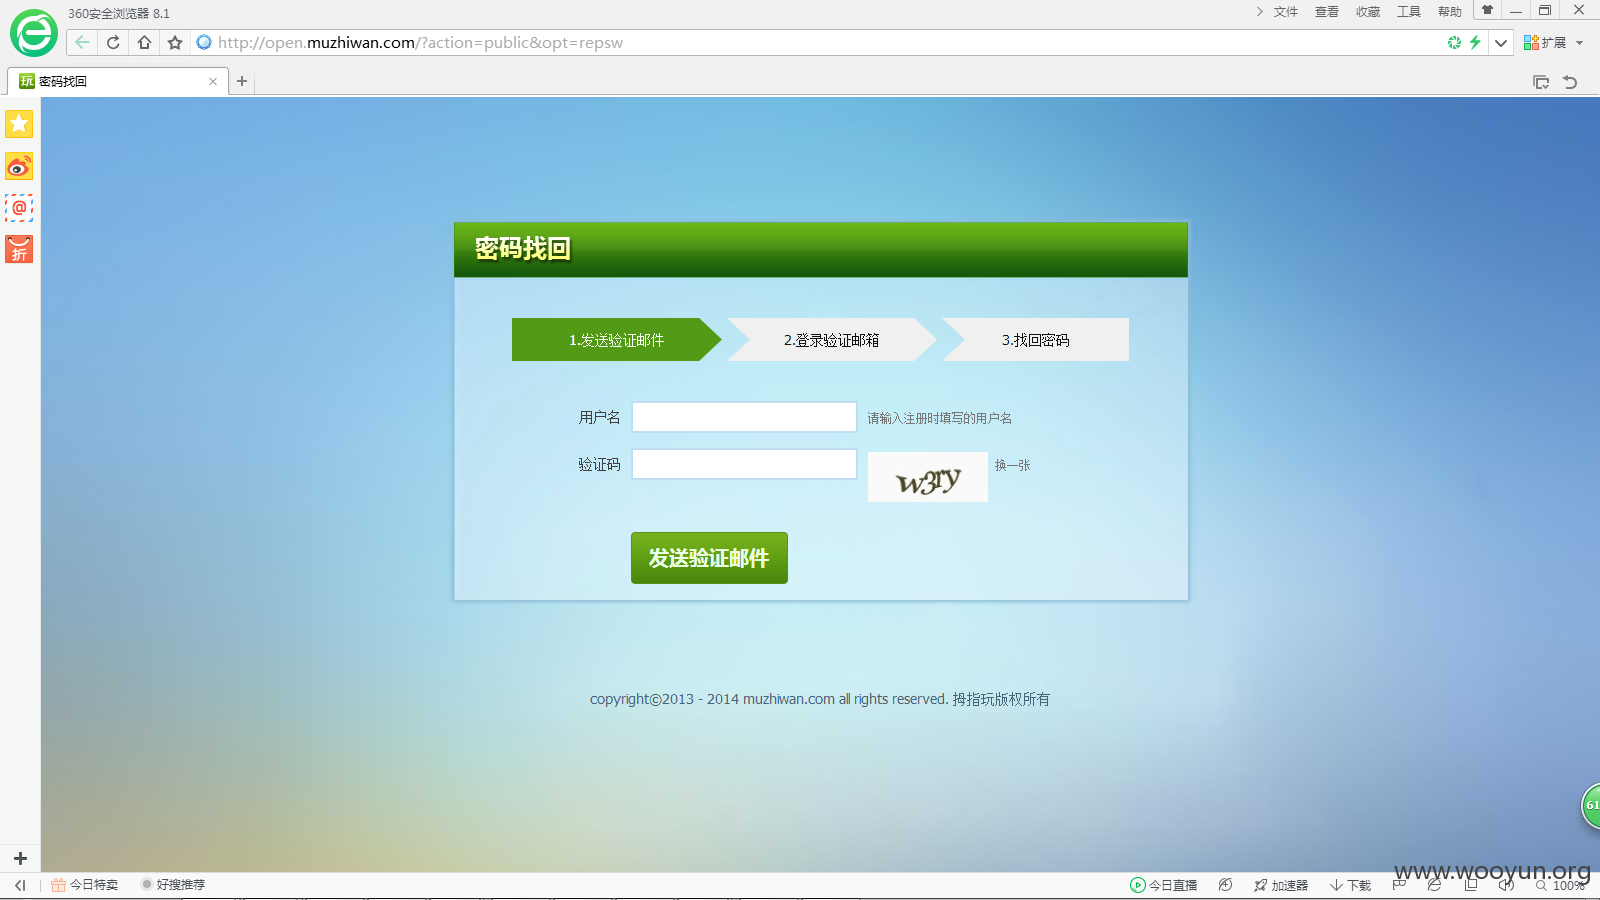 360安全浏览器 8.1
文件 查看 收藏 工具 帮助
http://open.muzhiwan.com/?action=public&opt=repsw
扩展
玩 密码找回
@
折
密码找回
1.发送验证邮件
2.登录验证邮箱
3.找回密码
用户名
请输入注册时填写的用户名
验证码
w3ry
换一张
发送验证邮件
copyright©2013 - 2014 muzhiwan.com all rights reserved. 拇指玩版权所有
61
www.wooyun.org
今日特卖
好搜推荐
今日直播
加速器
下载
100%